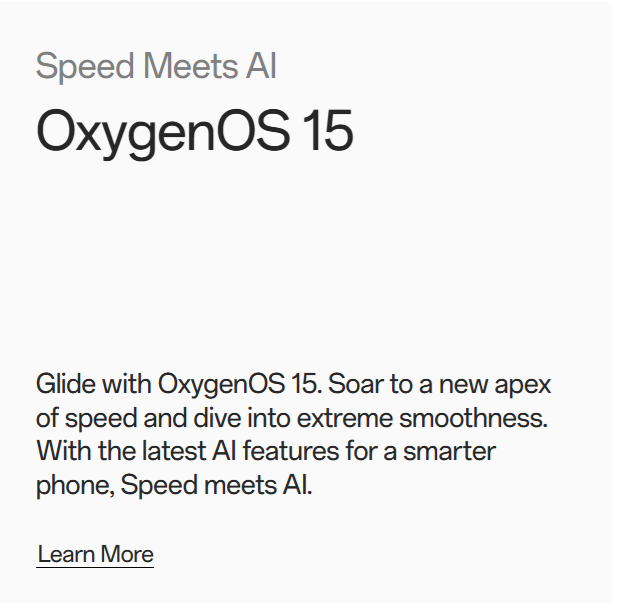 Speed Meets AI
OxygenOS 15
Glide with OxygenOS 15. Soar to a new apex
of speed and dive into extreme smoothness.
With the latest AI features for a smarter
phone, Speed meets AI.
Learn More